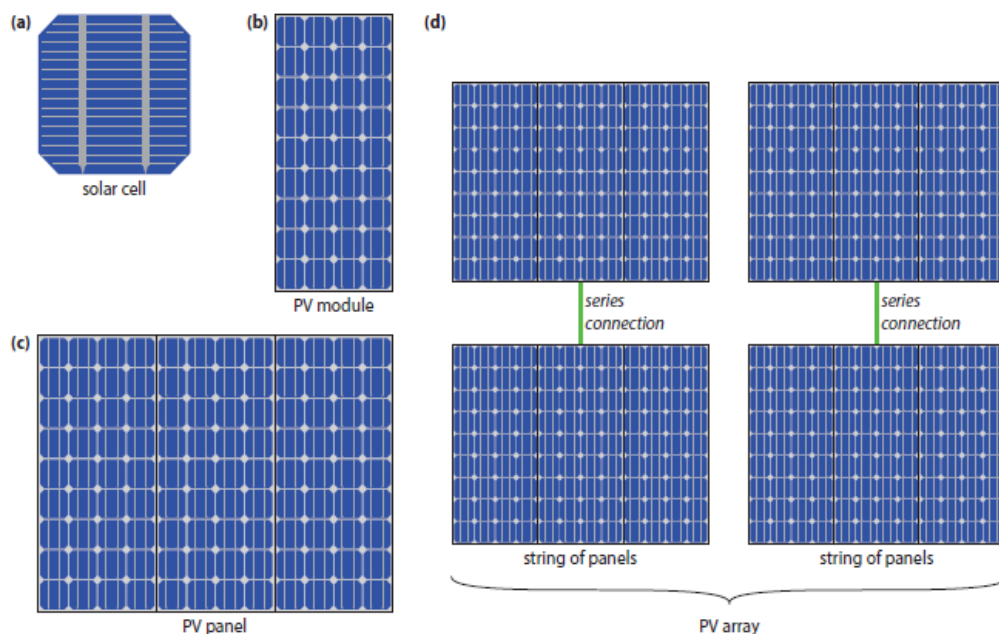 (a)
solar cell
(b)
PV module
(c)
PV panel
(d)
series
connection
series
connection
string of panels
string of panels
PV array